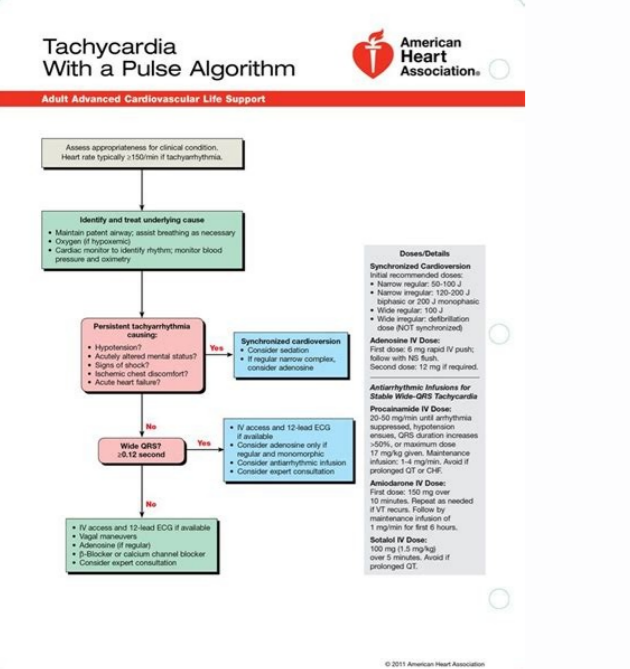 Tachycardia
With a Pulse Algorithm
American
Heart
Association®
Adult Advanced Cardiovascular Life Support
Assess appropriateness for clinical condition.
Heart rate typically ≥150/min if tachyarrhythmia.
Identify and treat underlying cause
• Maintain patent airway; assist breathing as necessary
• Oxygen (if hypoxemic)
• Cardiac monitor to identify rhythm; monitor blood
pressure and oximetry
Persistent tachyarrhythmia
causing:
• Hypotension?
• Acutely altered mental status?
• Signs of shock?
• Ischemic chest discomfort?
• Acute heart failure?
Yes
Synchronized cardioversion
• Consider sedation
• If regular narrow complex,
consider adenosine
No
Wide QRS?
≥0.12 second
Yes
• IV access and 12-lead ECG
if available
• Consider adenosine only if
regular and monomorphic
• Consider antiarrhythmic infusion
• Consider expert consultation
No
• IV access and 12-lead ECG if available
• Vagal maneuvers
• Adenosine (if regular)
• β-Blocker or calcium channel blocker
• Consider expert consultation
Doses/Details
Synchronized Cardioversion
Initial recommended doses:
• Narrow regular: 50-100 J
• Narrow irregular: 120-200 J
biphasic or 200 J monophasic
• Wide regular: 100 J
• Wide irregular: defibrillation
dose (NOT synchronized)
Adenosine IV Dose:
First dose: 6 mg rapid IV push;
follow with NS flush.
Second dose: 12 mg if required.
Antiarrhythmic Infusions for
Stable Wide-QRS Tachycardia
Procainamide IV Dose:
20-50 mg/min until arrhythmia
suppressed, hypotension
ensues, QRS duration increases
>50%, or maximum dose
17 mg/kg given. Maintenance
infusion: 1-4 mg/min. Avoid if
prolonged QT or CHF.
Amiodarone IV Dose:
First dose: 150 mg over
10 minutes. Repeat as needed
if VT recurs. Follow by
maintenance infusion of
1 mg/min for first 6 hours.
Sotalol IV Dose:
100 mg (1.5 mg/kg)
over 5 minutes. Avoid if
prolonged QT.
© 2011 American Heart Association